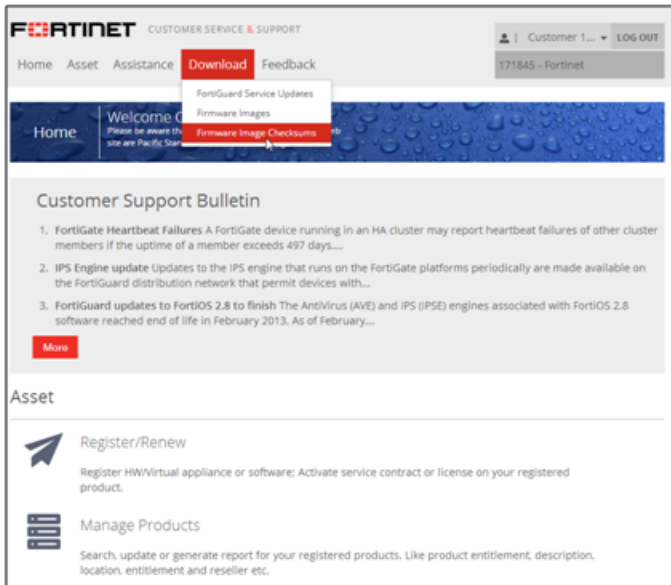 FORTINET CUSTOMER SERVICE & SUPPORT
Customer 1... LOG OUT
171845 - Fortinet
Home Asset Assistance Download Feedback
FortiGuard Service Updates
Firmware Images
Firmware Image Checksums
Home
Welcome
Please be aware
site are Pacific
Customer Support Bulletin
1. FortiGate Heartbeat Failures A FortiGate device running in an HA cluster may report heartbeat failures of other cluster
members if the uptime of a member exceeds 497 days....
2. IPS Engine update Updates to the IPS engine that runs on the FortiGate platforms periodically are made available on
the FortiGuard distribution network that permit devices with...
3. FortiGuard updates to FortiOS 2.8 to finish The AntiVirus (AVE) and IPS (IPSE) engines associated with FortiOS 2.8
software reached end of life in February 2013. As of February...
More
Asset
Register/Renew
Register HW/Virtual appliance or software; Activate service contract or license on your registered
product.
Manage Products
Search, update or generate report for your registered products. Like product entitlement, description,
location, entitlement and reseller etc.